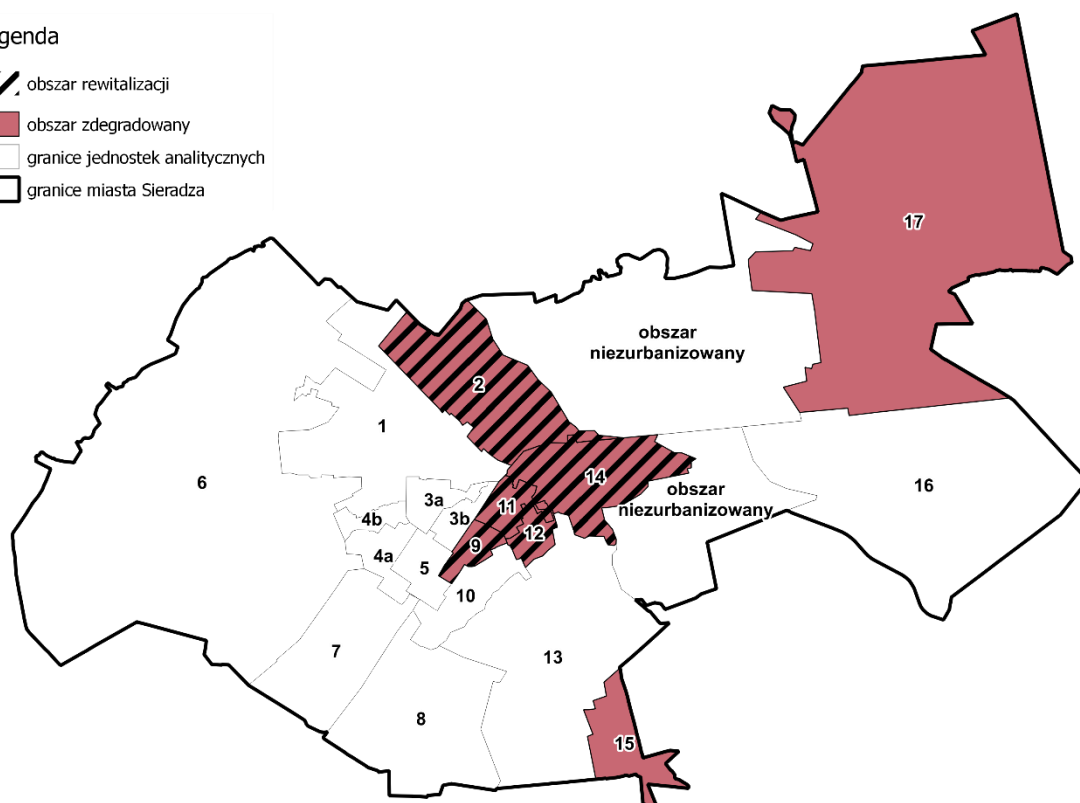 genda
obszar rewitalizacji
obszar zdegradowany
granice jednostek analitycznych
granice miasta Sieradza
17
obszar
niezurbanizowany
2
1
6
14
16
3a
obszar
niezurbanizowany
11
3b
4b
12
9
4a
5
10
7
13
8
15